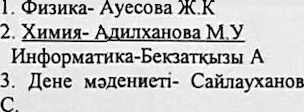 1. Физика- Ауесова Ж.К
2. Химия- Адилханова М.У
Информатика-Бекзатқызы А
3. Дене мәдениеті- Сайлауханов
С.